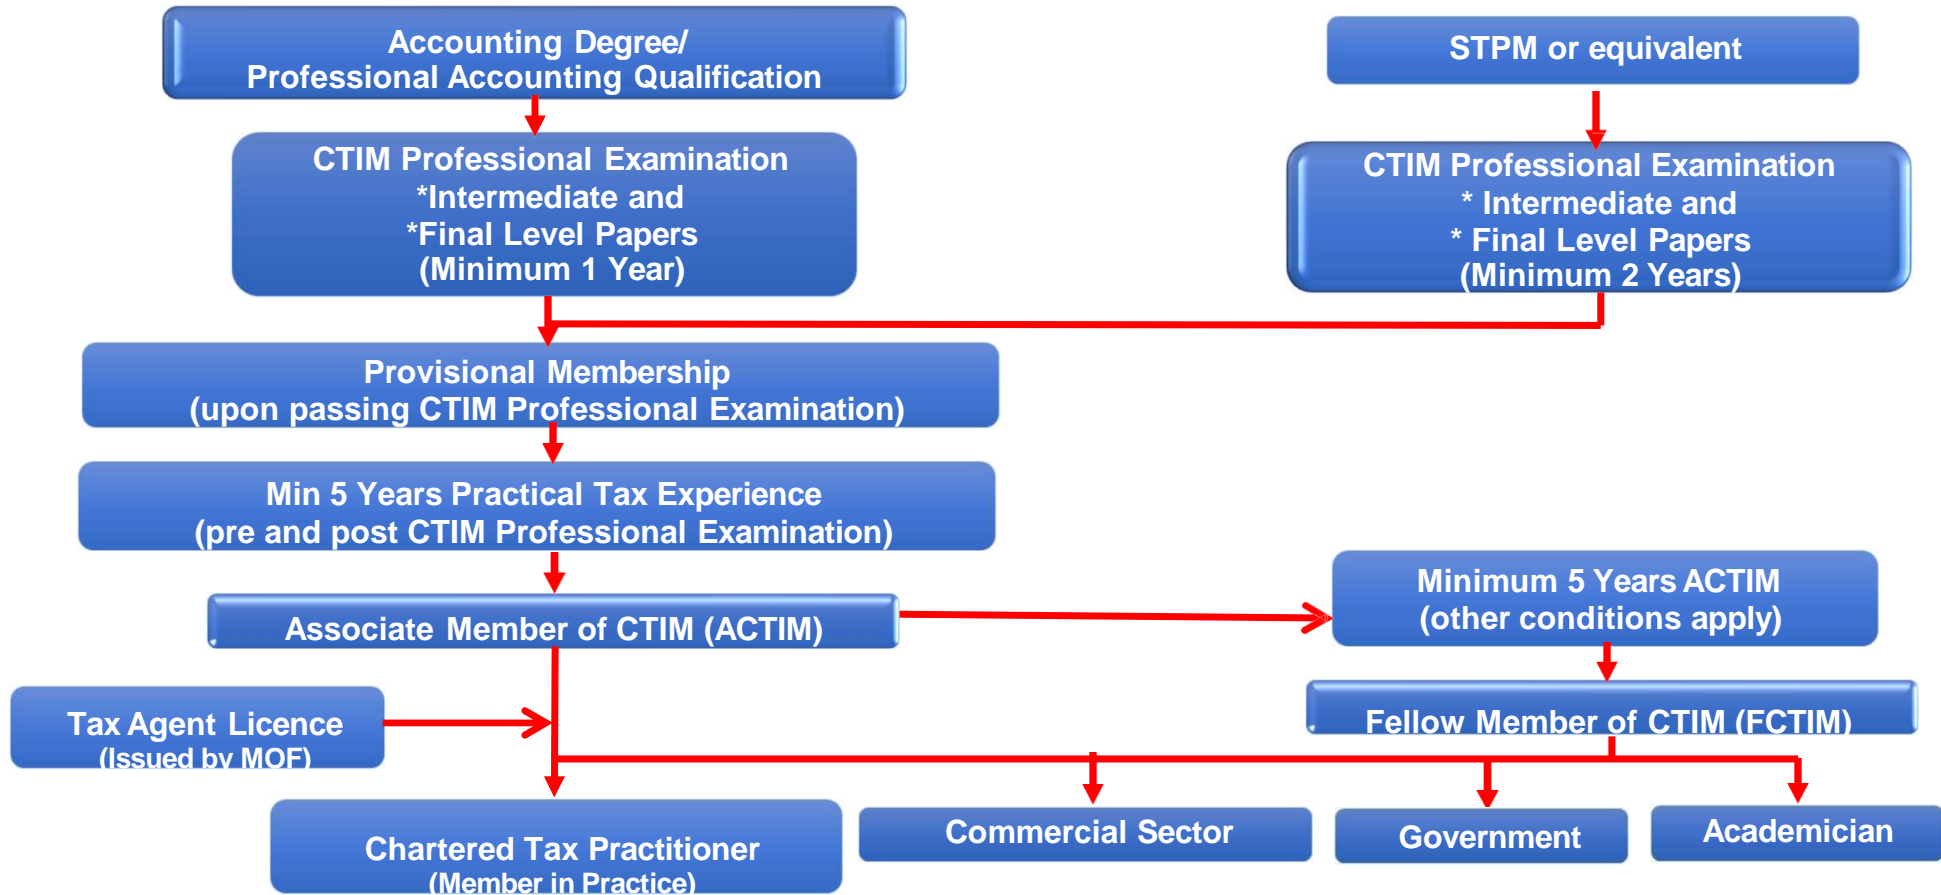 Accounting Degree/
Professional Accounting Qualification
STPM or equivalent
CTIM Professional Examination
*Intermediate and
*Final Level Papers
(Minimum 1 Year)
CTIM Professional Examination
* Intermediate and
* Final Level Papers
(Minimum 2 Years)
Provisional Membership
(upon passing CTIM Professional Examination)
Min 5 Years Practical Tax Experience
(pre and post CTIM Professional Examination)
Minimum 5 Years ACTIM
(other conditions apply)
Associate Member of CTIM (ACTIM)
Tax Agent Licence
(Issued by MOF)
Fellow Member of CTIM (FCTIM)
Chartered Tax Practitioner
(Member in Practice)
Commercial Sector
Government
Academician